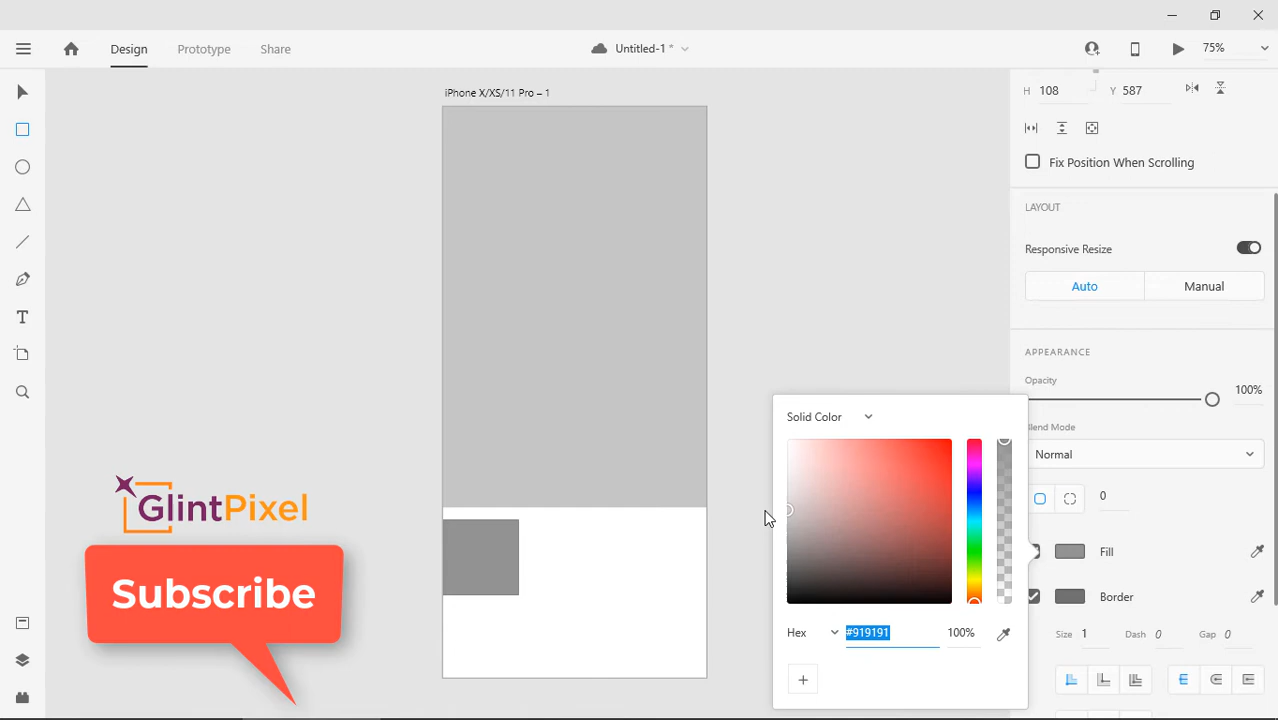 Design
Prototype
Share
Untitled-1 *
75%
iPhone X/XS/11 Pro – 1
H 108
Y 587
Fix Position When Scrolling
LAYOUT
Responsive Resize
Auto
Manual
APPEARANCE
Opacity
100%
Blend Mode
Normal
0
Fill
Border
Size 1
Dash 0
Gap 0
Solid Color
Hex
#919191
100%
+
GlintPixel
Subscribe
T